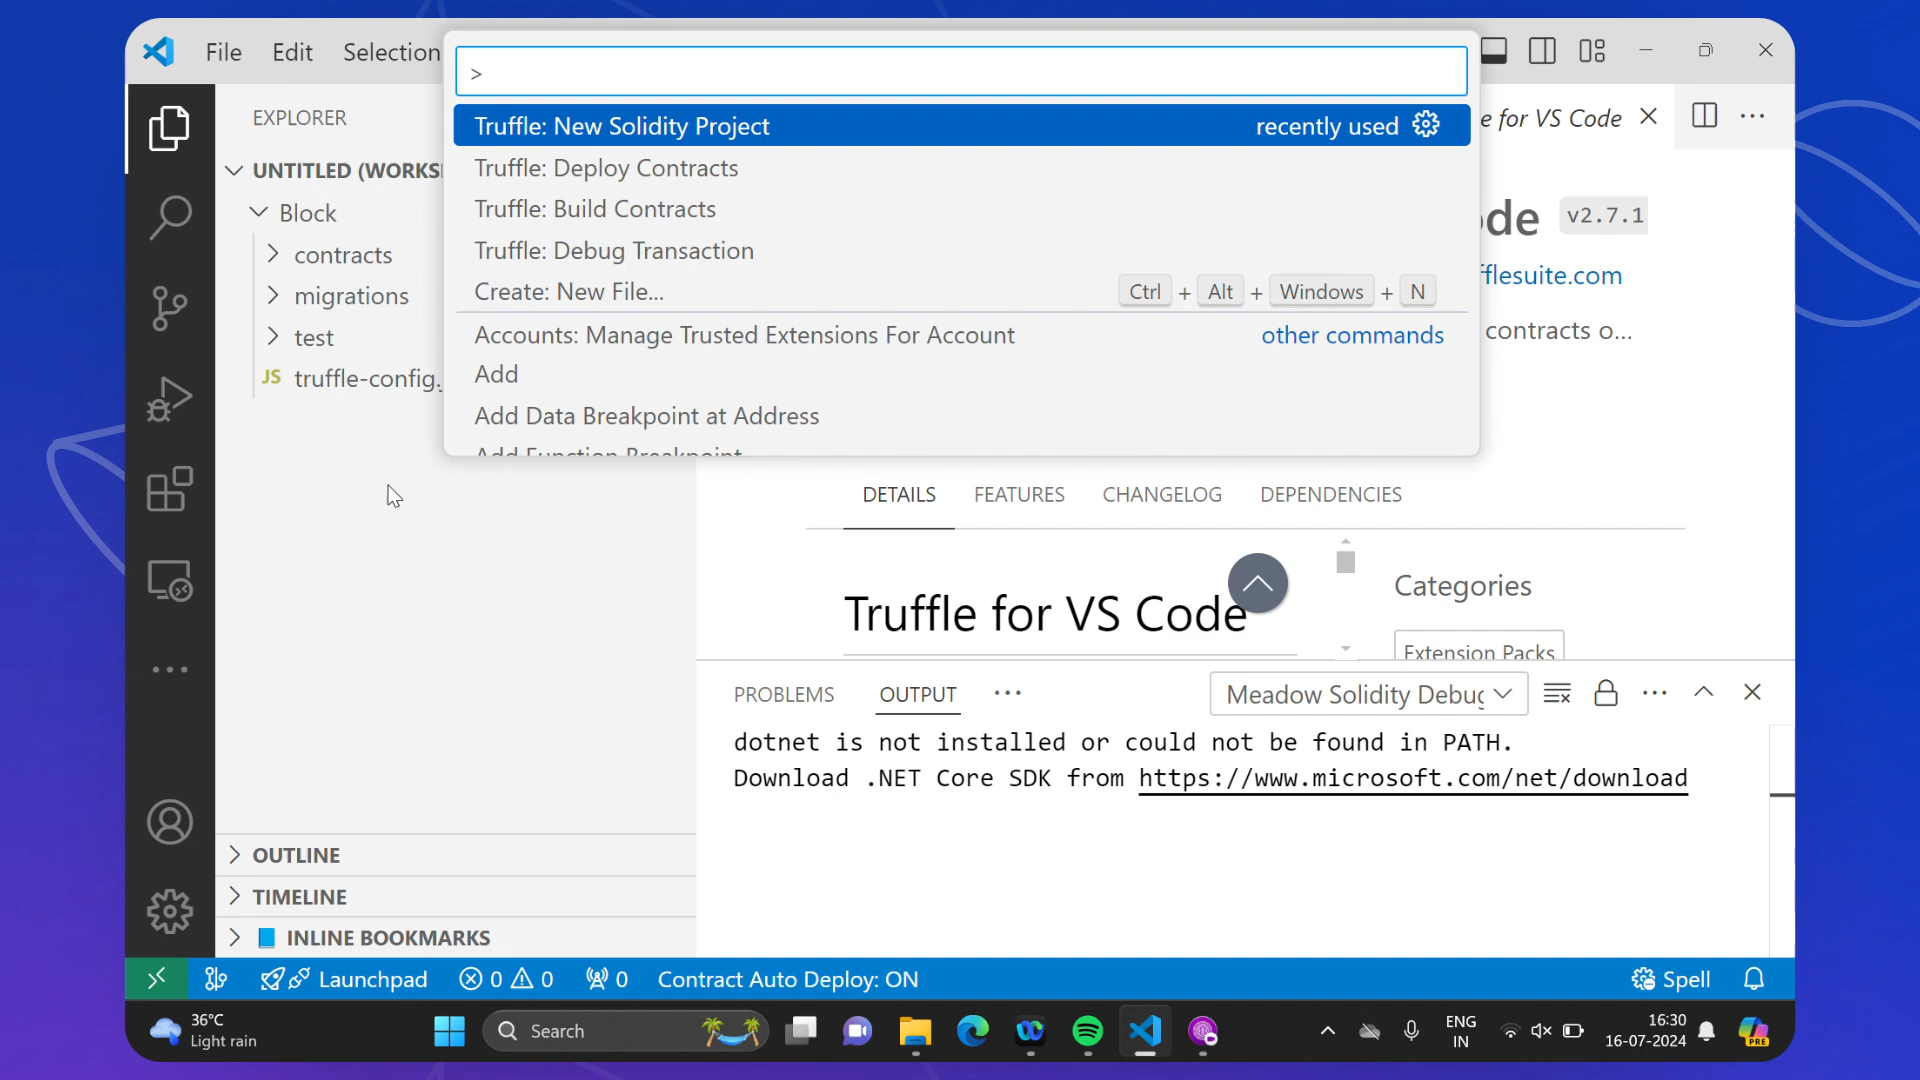 File Edit Selection
>
Truffle: New Solidity Project recently used
Truffle: Deploy Contracts
Truffle: Build Contracts
Truffle: Debug Transaction
Create: New File... Ctrl + Alt + Windows + N
Accounts: Manage Trusted Extensions For Account other commands
Add
Add Data Breakpoint at Address
Add Function Breakpoint
EXPLORER
UNTITLED (WORKS
Block
contracts
migrations
test
JS truffle-config.
e for VS Code
ode v2.7.1
fflesuite.com
contracts o...
DETAILS FEATURES CHANGELOG DEPENDENCIES
Truffle for VS Code
Categories
Extension Packs
PROBLEMS OUTPUT
Meadow Solidity Debug
dotnet is not installed or could not be found in PATH.
Download .NET Core SDK from https://www.microsoft.com/net/download
OUTLINE
TIMELINE
INLINE BOOKMARKS
Launchpad 0 0 0 Contract Auto Deploy: ON Spell
36°C
Light rain
Search
ENG
IN
16:30
16-07-2024
PRE